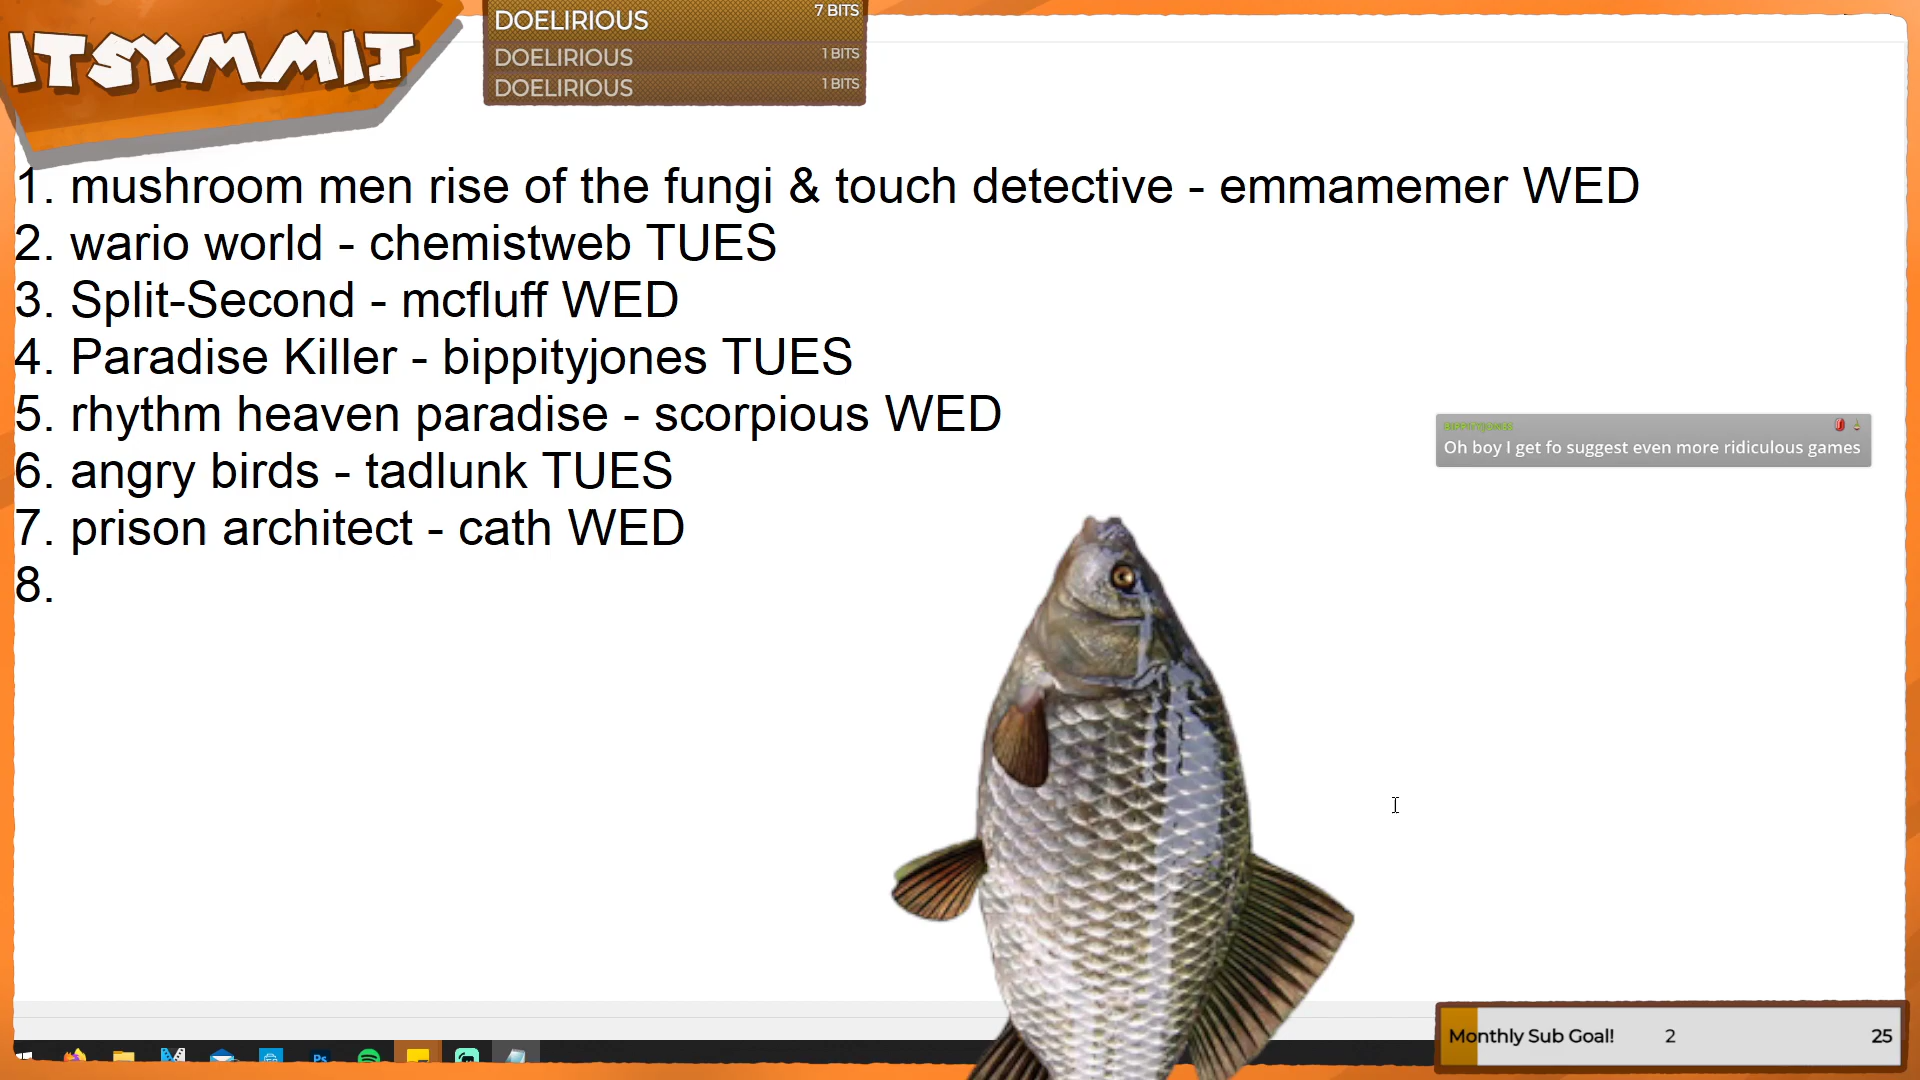 ITSYMMIT
DOELIRIOUS 7 BITS
DOELIRIOUS 1 BITS
DOELIRIOUS 1 BITS
1. mushroom men rise of the fungi & touch detective - emmamemer WED
2. wario world - chemistweb TUES
3. Split-Second - mcfluff WED
4. Paradise Killer - bippityjones TUES
5. rhythm heaven paradise - scorpious WED
6. angry birds - tadlunk TUES
7. prison architect - cath WED
8.
BIPPITYJONES
Oh boy I get fo suggest even more ridiculous games
Ps
Monthly Sub Goal! 2 25